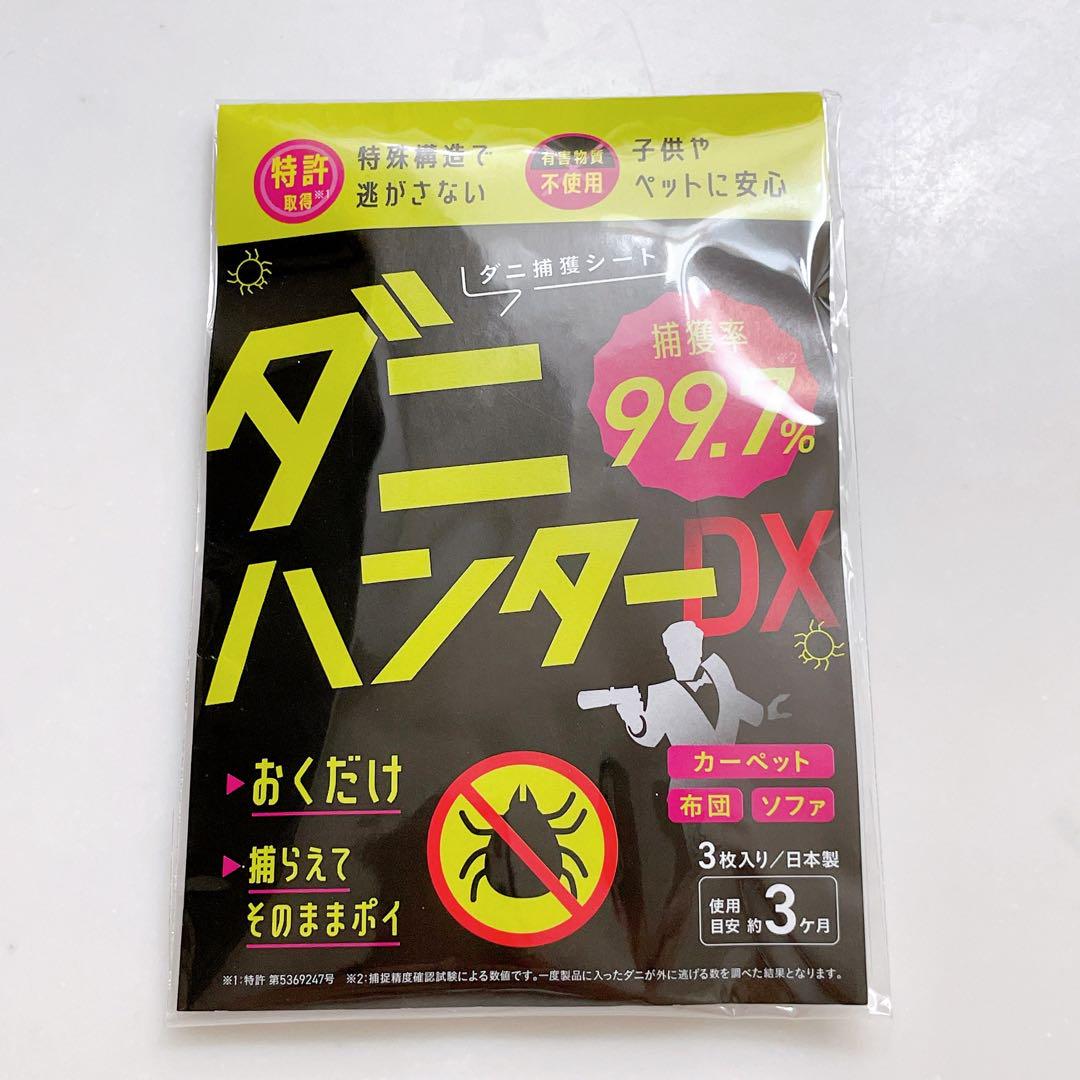 特許
取得※1
特殊構造で
逃がさない
有害物質
不使用
子供や
ペットに安心
ダニ捕獲シート
ダニ
ハンター
DX
捕獲率
※2
99.7%
おくだけ
捕らえて
そのままポイ
カーペット
布団
ソファ
3枚入り/日本製
使用
目安
約3ケ月
※1:特許 第5369247号 ※2:捕捉精度確認試験による数値です。一度製品に入ったダニが外に逃げる数を調べた結果となります。